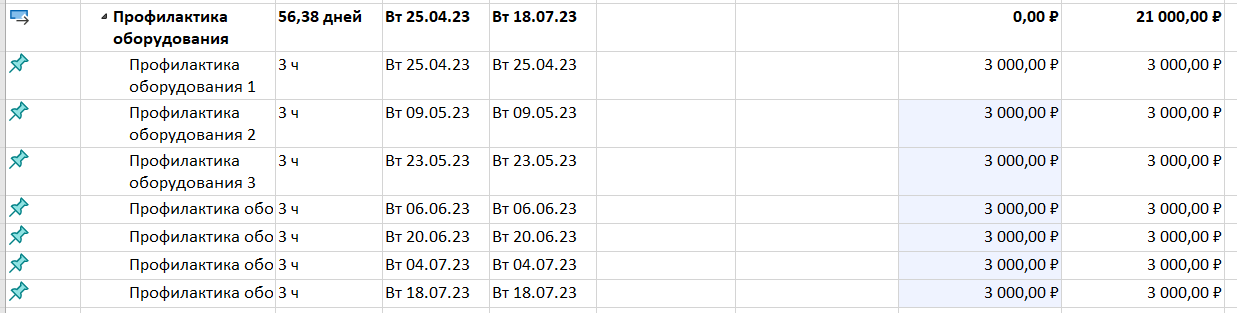 Профилактика оборудования 56,38 дней Вт 25.04.23 Вт 18.07.23 0,00 ₽ 21 000,00 ₽
Профилактика оборудования 1 3 ч Вт 25.04.23 Вт 25.04.23 3 000,00 ₽ 3 000,00 ₽
Профилактика оборудования 2 3 ч Вт 09.05.23 Вт 09.05.23 3 000,00 ₽ 3 000,00 ₽
Профилактика оборудования 3 3 ч Вт 23.05.23 Вт 23.05.23 3 000,00 ₽ 3 000,00 ₽
Профилактика обо 3 ч Вт 06.06.23 Вт 06.06.23 3 000,00 ₽ 3 000,00 ₽
Профилактика обо 3 ч Вт 20.06.23 Вт 20.06.23 3 000,00 ₽ 3 000,00 ₽
Профилактика обо 3 ч Вт 04.07.23 Вт 04.07.23 3 000,00 ₽ 3 000,00 ₽
Профилактика обо 3 ч Вт 18.07.23 Вт 18.07.23 3 000,00 ₽ 3 000,00 ₽